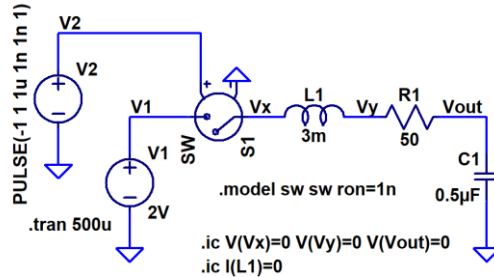 V2
V2
PULSE(-1 1 1u 1n 1n 1)
V1
V1
2V
SW
S1
Vx
L1
3m
Vy
R1
50
Vout
C1
0.5µF
.model sw sw ron=1n
.tran 500u
.ic V(Vx)=0 V(Vy)=0 V(Vout)=0
.ic I(L1)=0